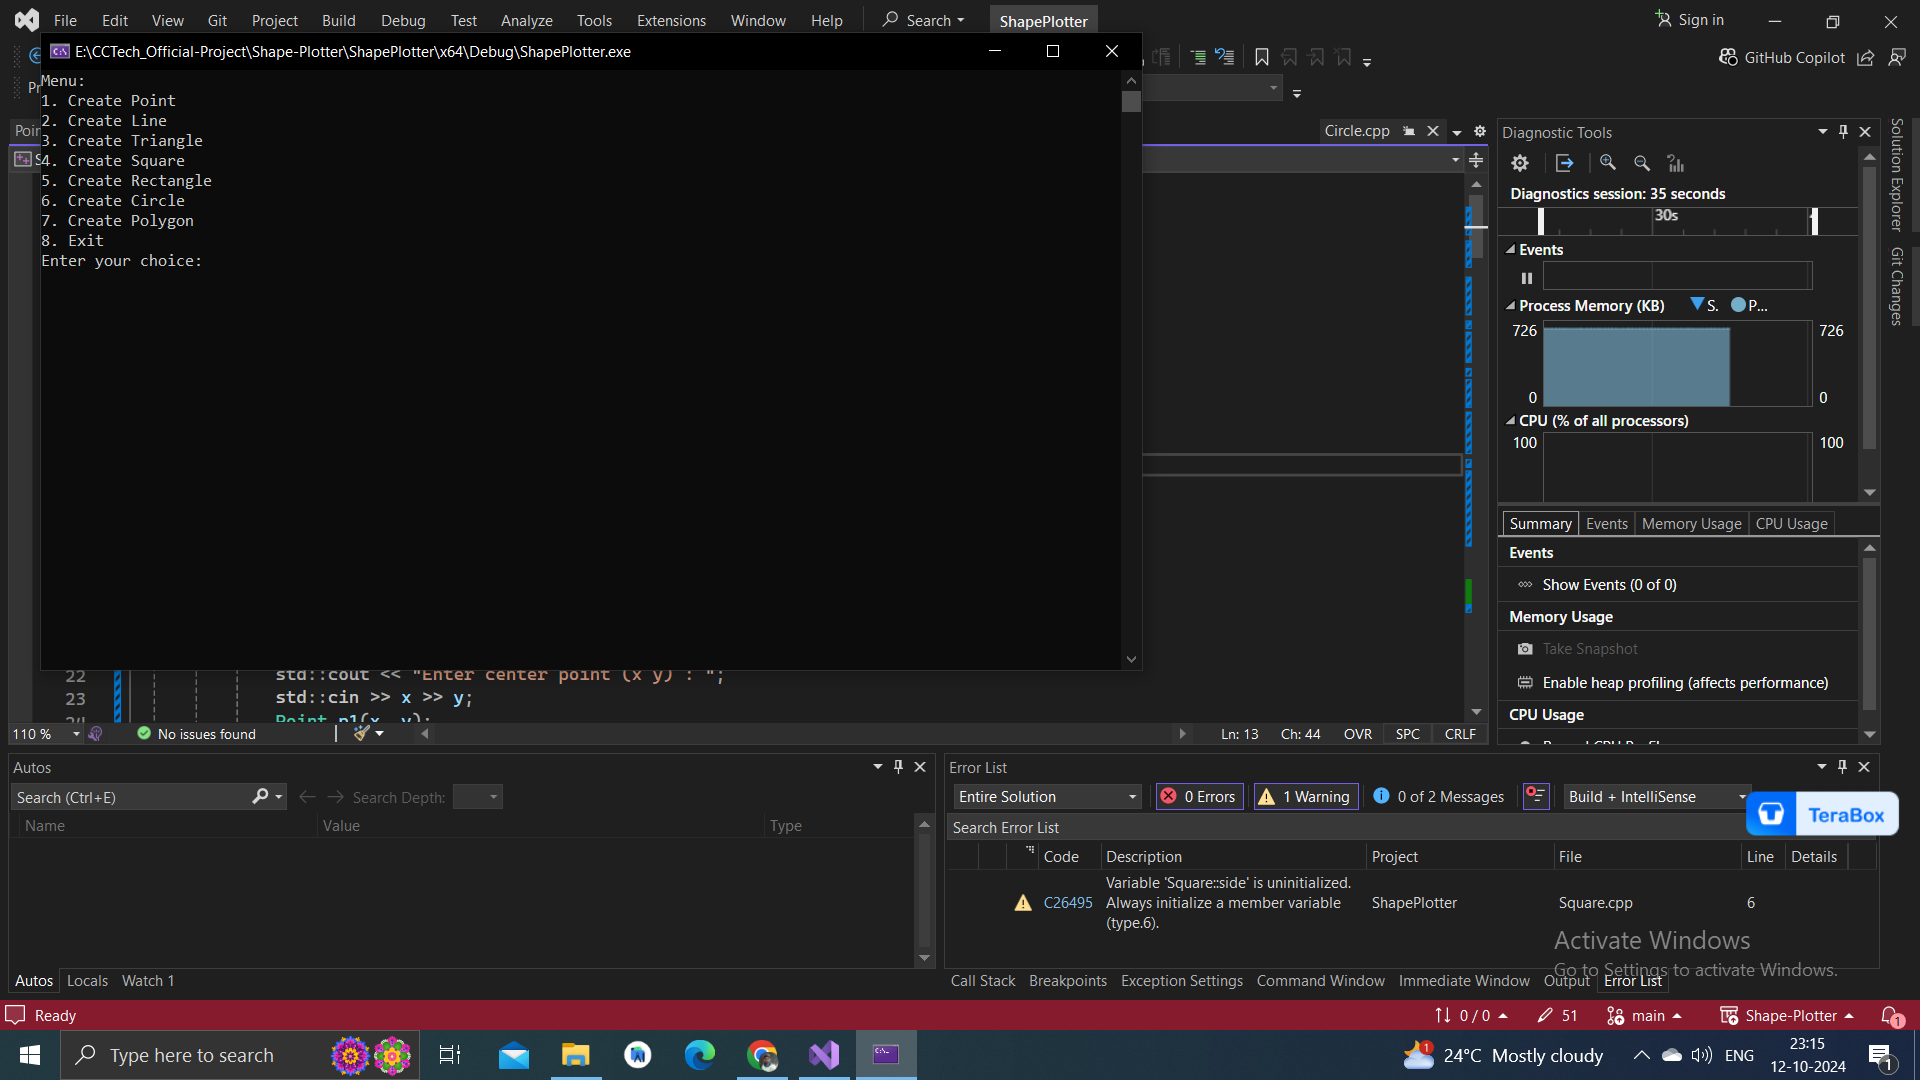 File Edit View Git Project Build Debug Test Analyze Tools Extensions Window Help Search ShapePlotter Sign in
E:\CCTech_Official-Project\Shape-Plotter\ShapePlotter\x64\Debug\ShapePlotter.exe
GitHub Copilot
Menu:
1. Create Point
2. Create Line
3. Create Triangle
4. Create Square
5. Create Rectangle
6. Create Circle
7. Create Polygon
8. Exit
Enter your choice:
Circle.cpp
22 std::cout << "Enter center point (x y) : ";
23 std::cin >> x >> y;
24 Point p1(x, y);
110 % No issues found Ln: 13 Ch: 44 OVR SPC CRLF
Diagnostic Tools
Diagnostics session: 35 seconds
30s
Events
Process Memory (KB) S. P...
726 726
0 0
CPU (% of all processors)
100 100
Summary Events Memory Usage CPU Usage
Events
Show Events (0 of 0)
Memory Usage
Take Snapshot
Enable heap profiling (affects performance)
CPU Usage
Solution Explorer
Git Changes
Autos
Search (Ctrl+E) Search Depth:
Name Value Type
Autos Locals Watch 1
Error List
Entire Solution 0 Errors 1 Warning 0 of 2 Messages Build + IntelliSense
TeraBox
Search Error List
Code Description Project File Line Details
C26495 Variable 'Square::side' is uninitialized. Always initialize a member variable (type.6). ShapePlotter Square.cpp 6
Activate Windows
Go to Settings to activate Windows.
Call Stack Breakpoints Exception Settings Command Window Immediate Window Output Error List
Ready 0 / 0 51 main Shape-Plotter 1
Type here to search 1 24°C Mostly cloudy ENG 23:15
12-10-2024 1